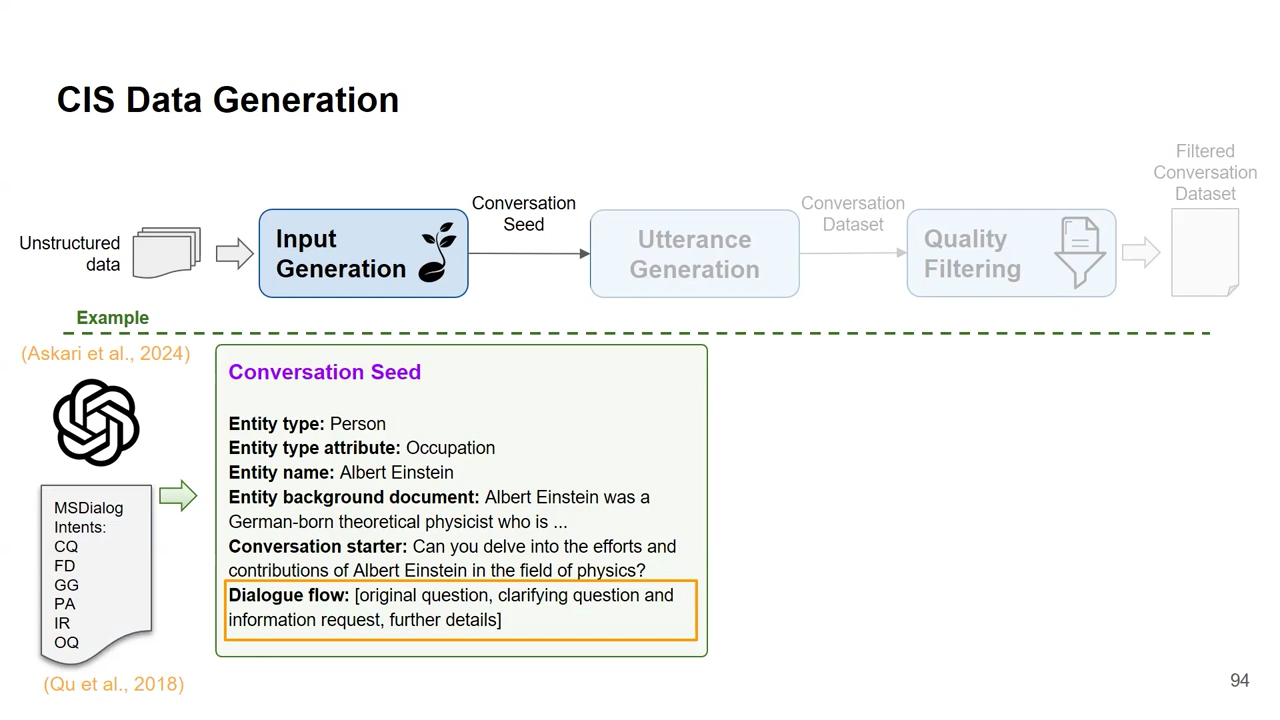 CIS Data Generation
Filtered
Conversation
Dataset
Conversation
Seed
Conversation
Dataset
Unstructured
data
Input
Generation
Utterance
Generation
Quality
Filtering
Example
(Askari et al., 2024)
Conversation Seed
Entity type: Person
Entity type attribute: Occupation
Entity name: Albert Einstein
Entity background document: Albert Einstein was a
German-born theoretical physicist who is ...
Conversation starter: Can you delve into the efforts and
contributions of Albert Einstein in the field of physics?
Dialogue flow: [original question, clarifying question and
information request, further details]
MSDialog
Intents:
CQ
FD
GG
PA
IR
OQ
(Qu et al., 2018)
94